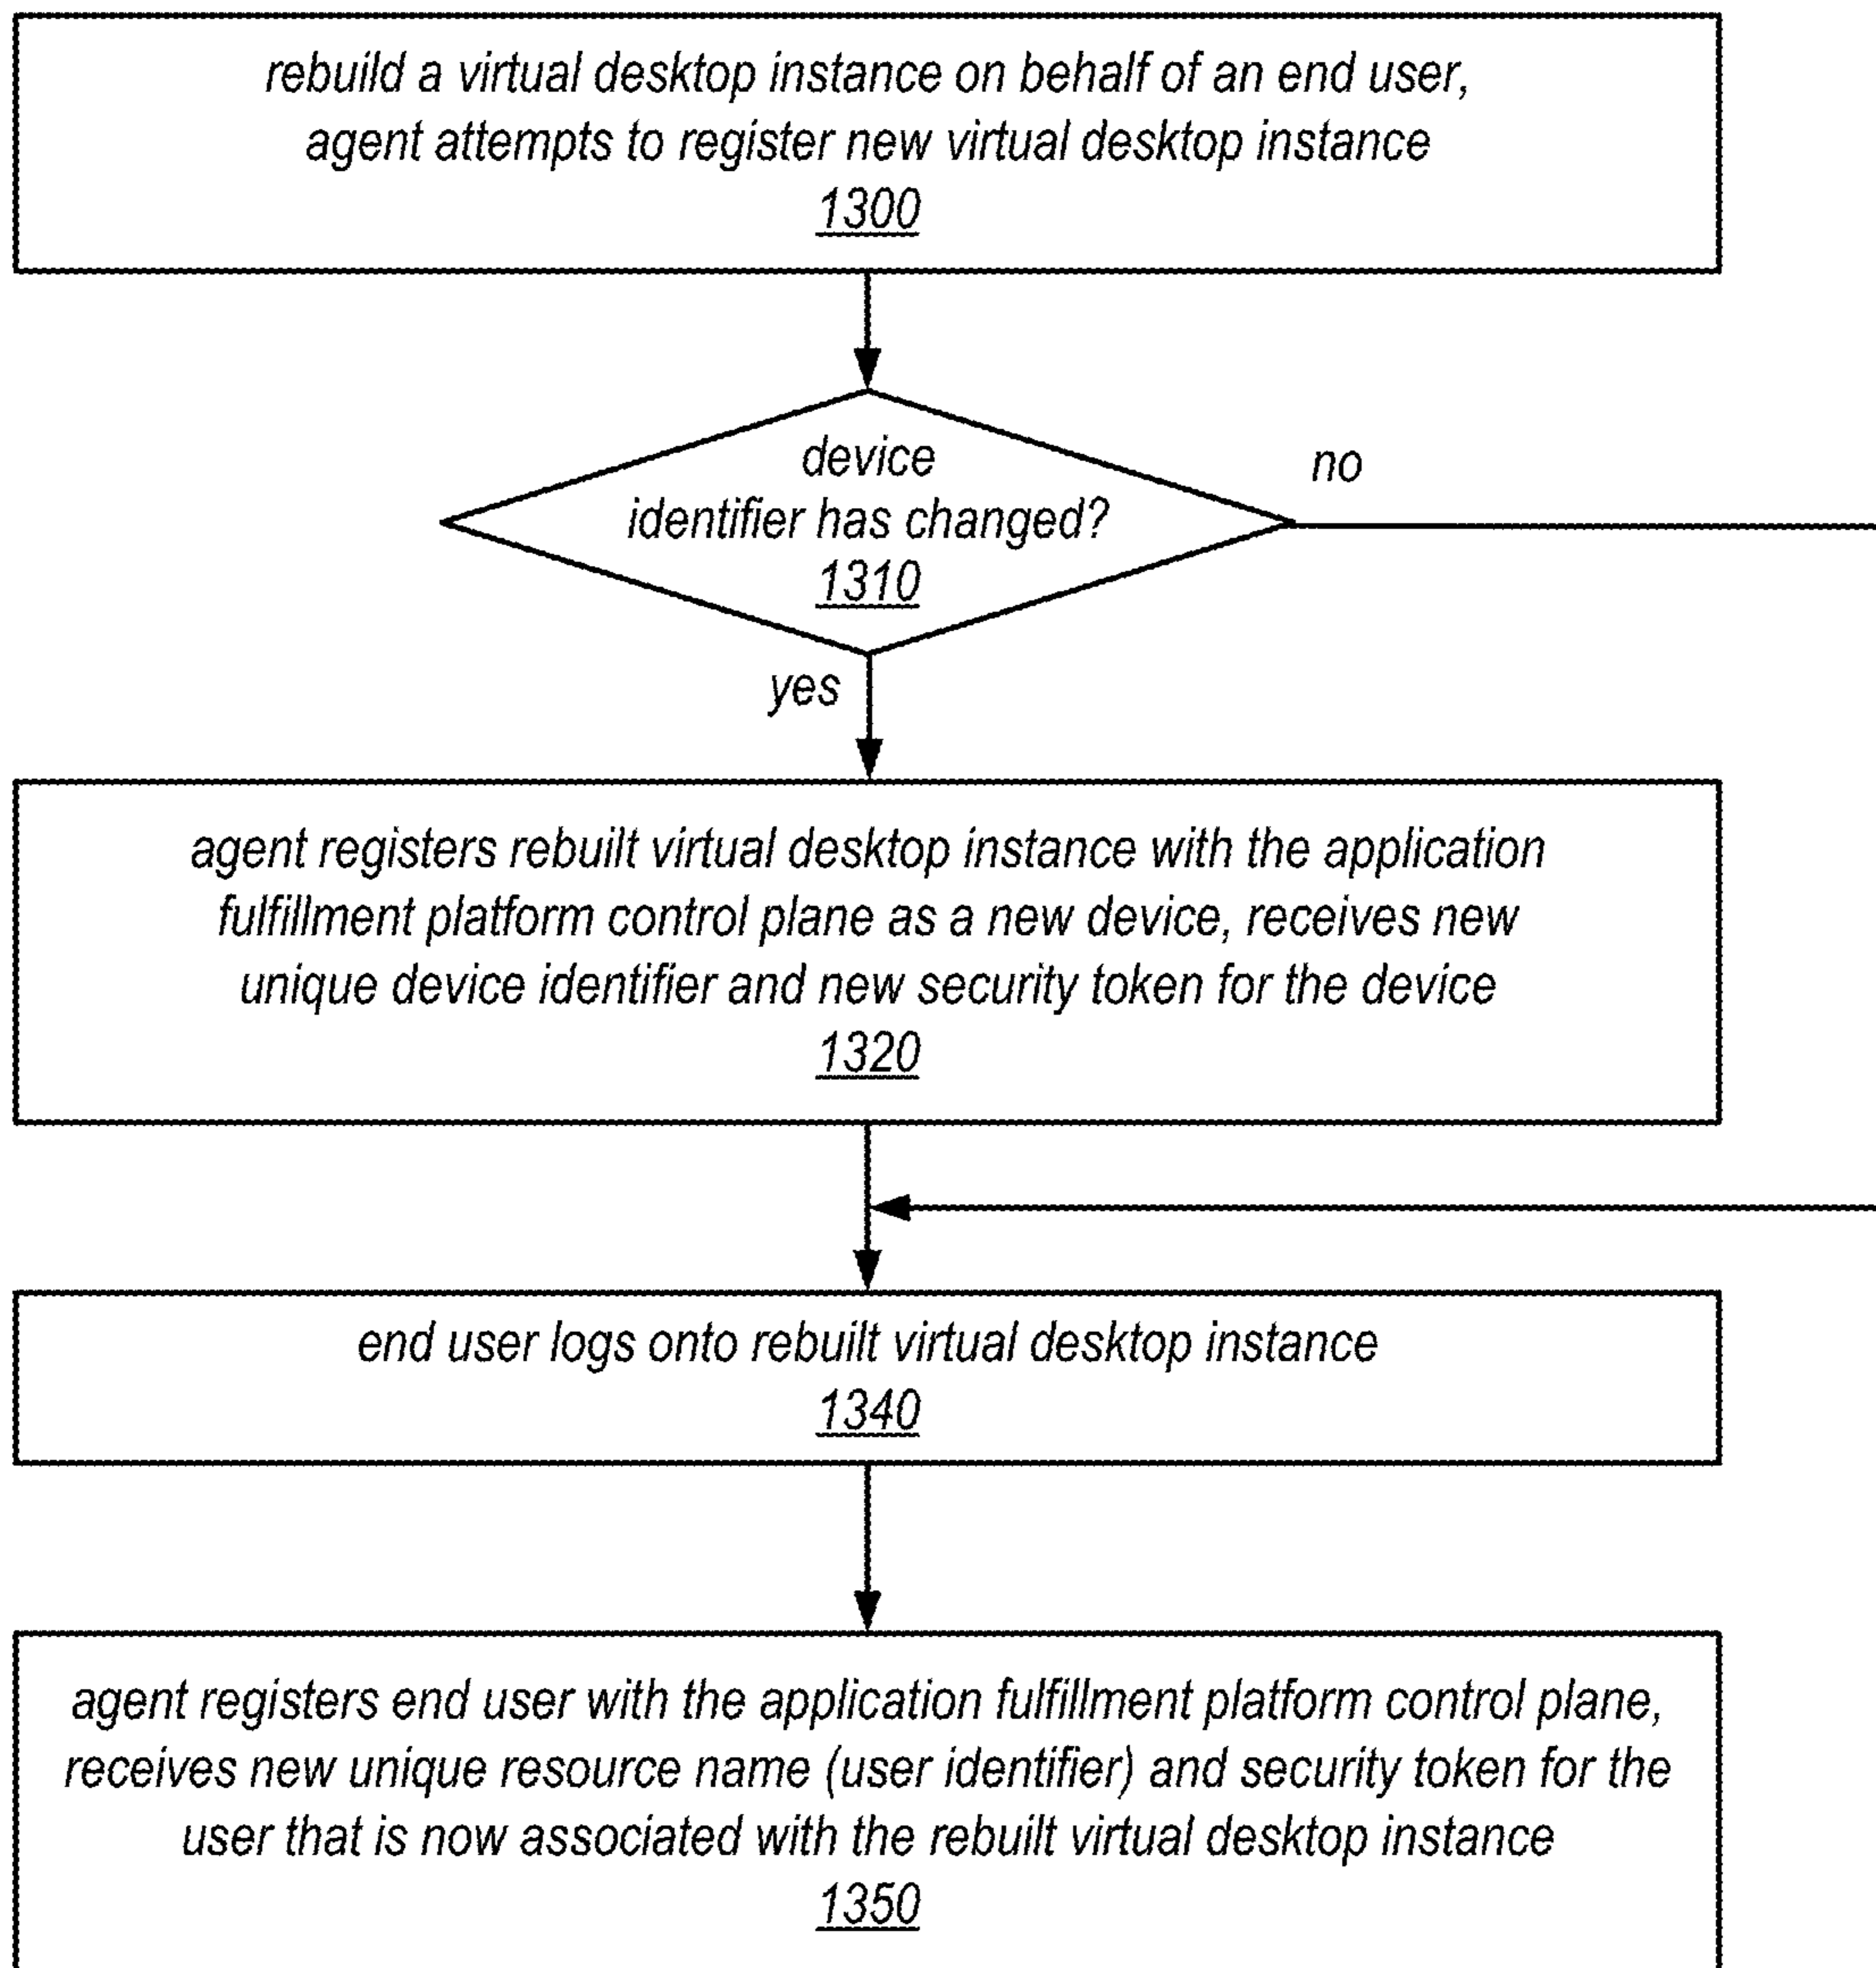 rebuild a virtual desktop instance on behalf of an end user,
agent attempts to register new virtual desktop instance
1300
device
identifier has changed?
1310
no
yes
agent registers rebuilt virtual desktop instance with the application
fulfillment platform control plane as a new device, receives new
unique device identifier and new security token for the device
1320
end user logs onto rebuilt virtual desktop instance
1340
agent registers end user with the application fulfillment platform control plane,
receives new unique resource name (user identifier) and security token for the
user that is now associated with the rebuilt virtual desktop instance
1350